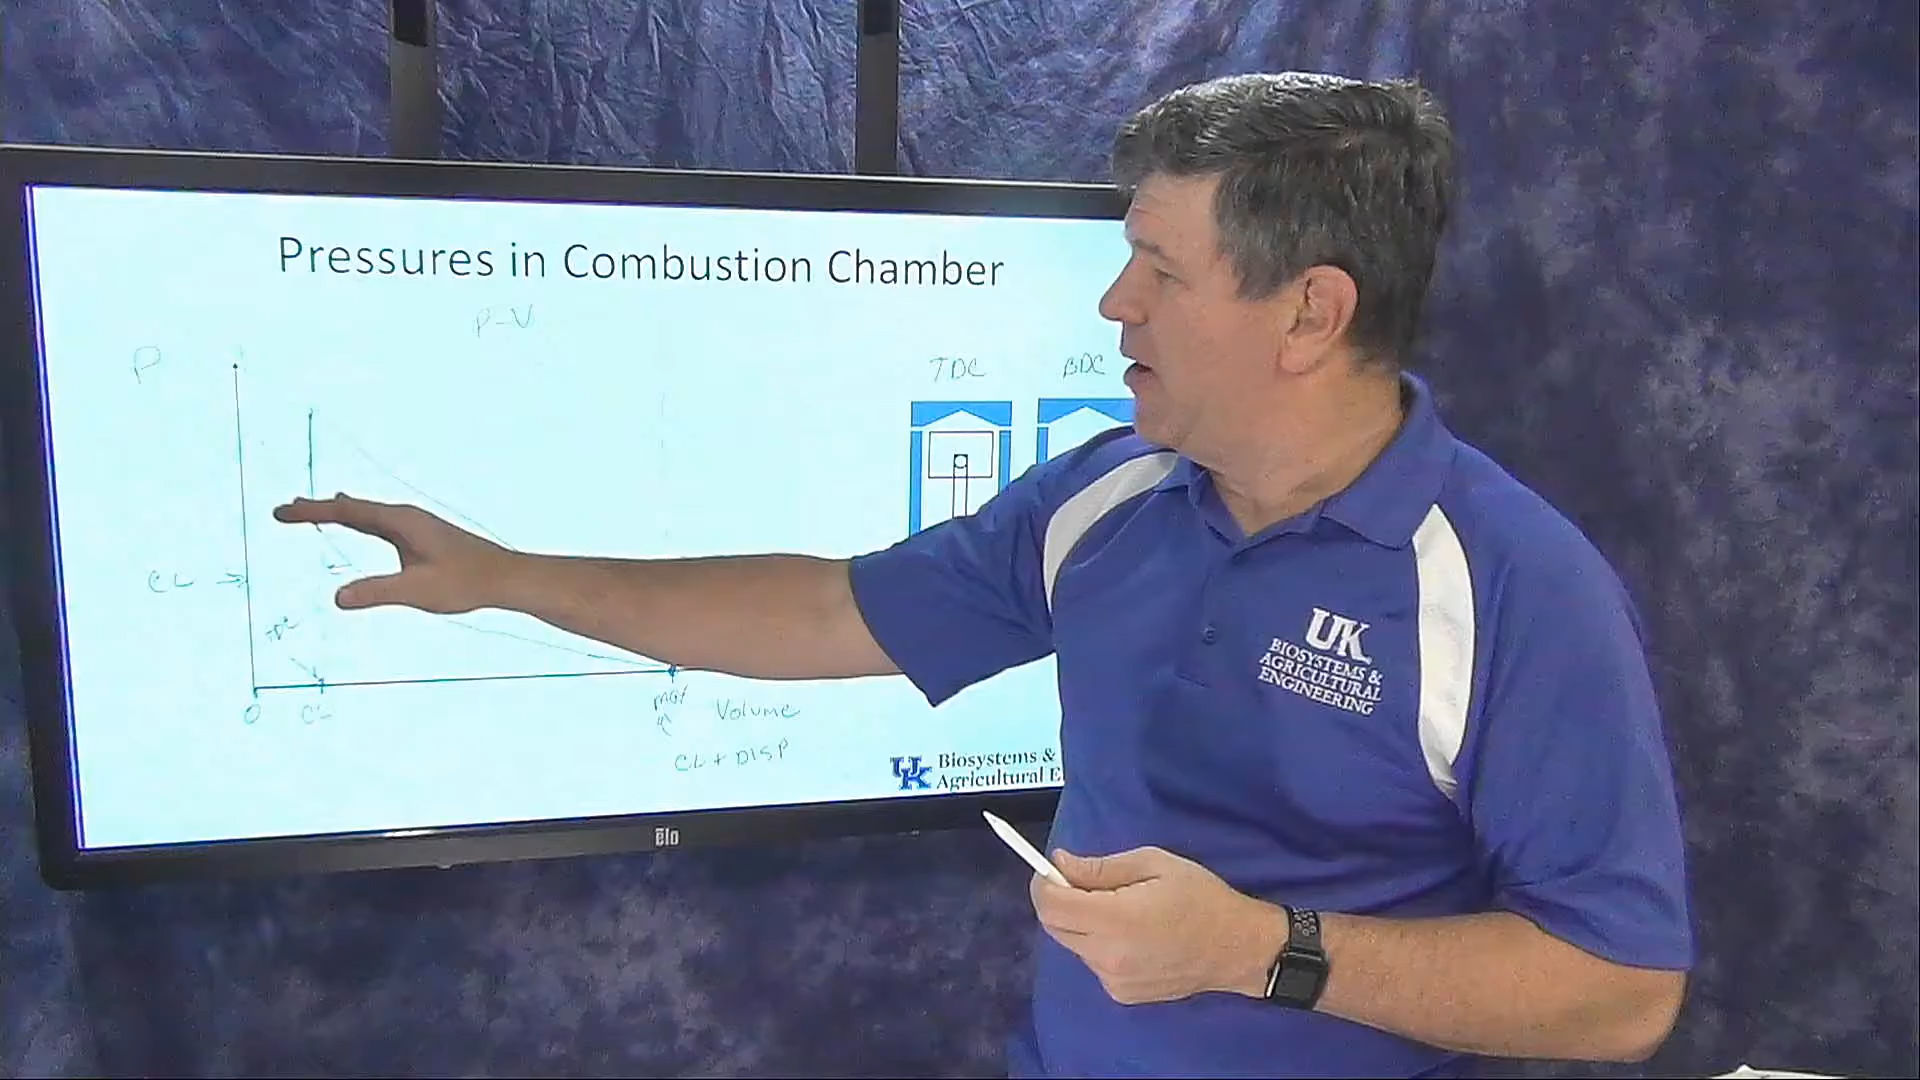 Pressures in Combustion Chamber
P-V
P
TDC
BDC
CL
TDC
0
CL
Volume
CL + DISP
UK
Biosystems &
Agricultural E
elo
UK
BIOSYSTEMS &
AGRICULTURAL
ENGINEERING